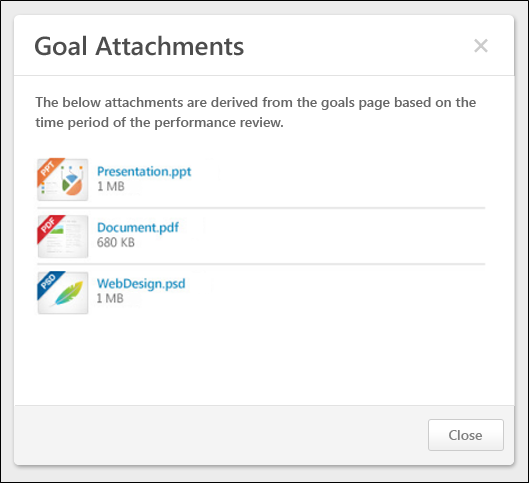 Goal Attachments
The below attachments are derived from the goals page based on the
time period of the performance review.
PPT
Presentation.ppt
1 MB
PDF
Document.pdf
680 KB
PSD
WebDesign.psd
1 MB
Close